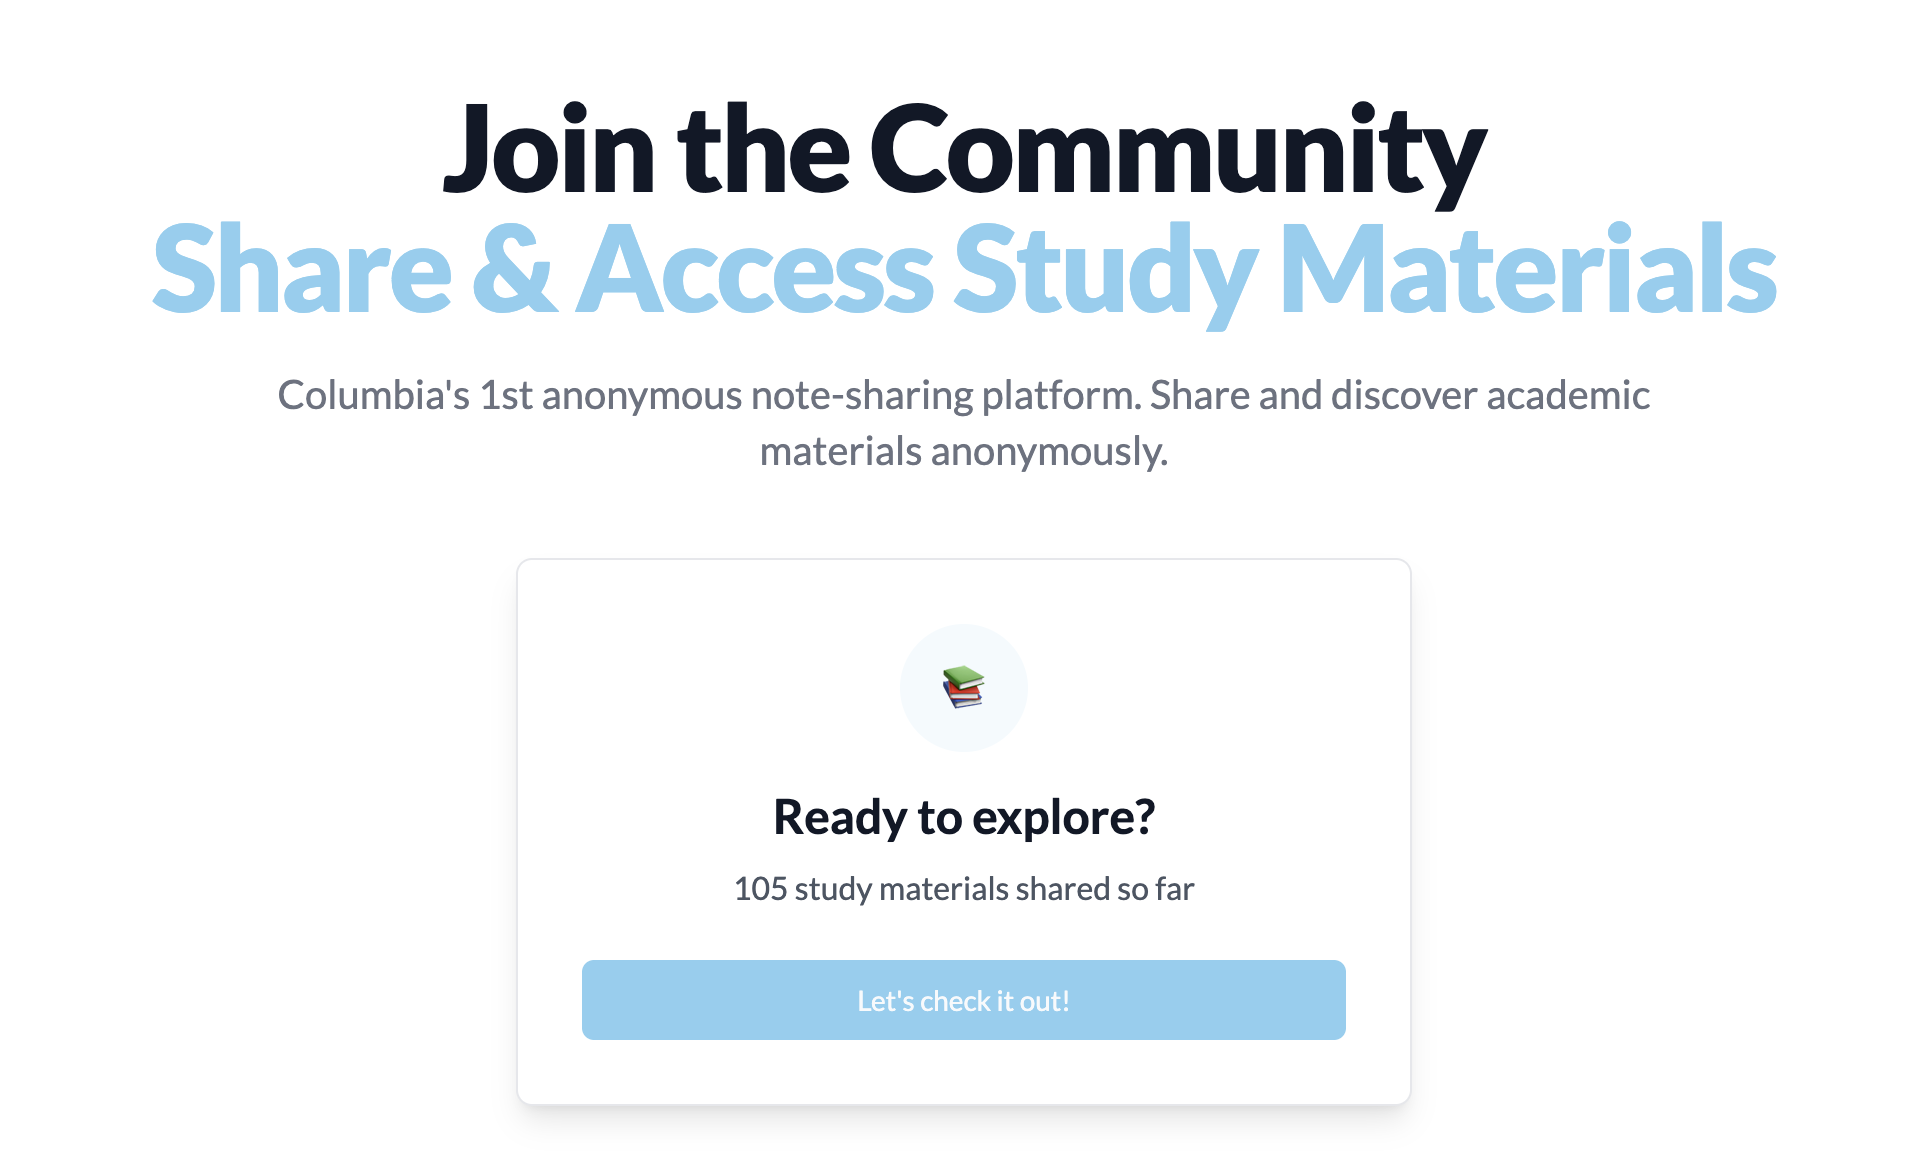 Join the Community
Share & Access Study Materials
Columbia's 1st anonymous note-sharing platform. Share and discover academic
materials anonymously.
Ready to explore?
105 study materials shared so far
Let's check it out!